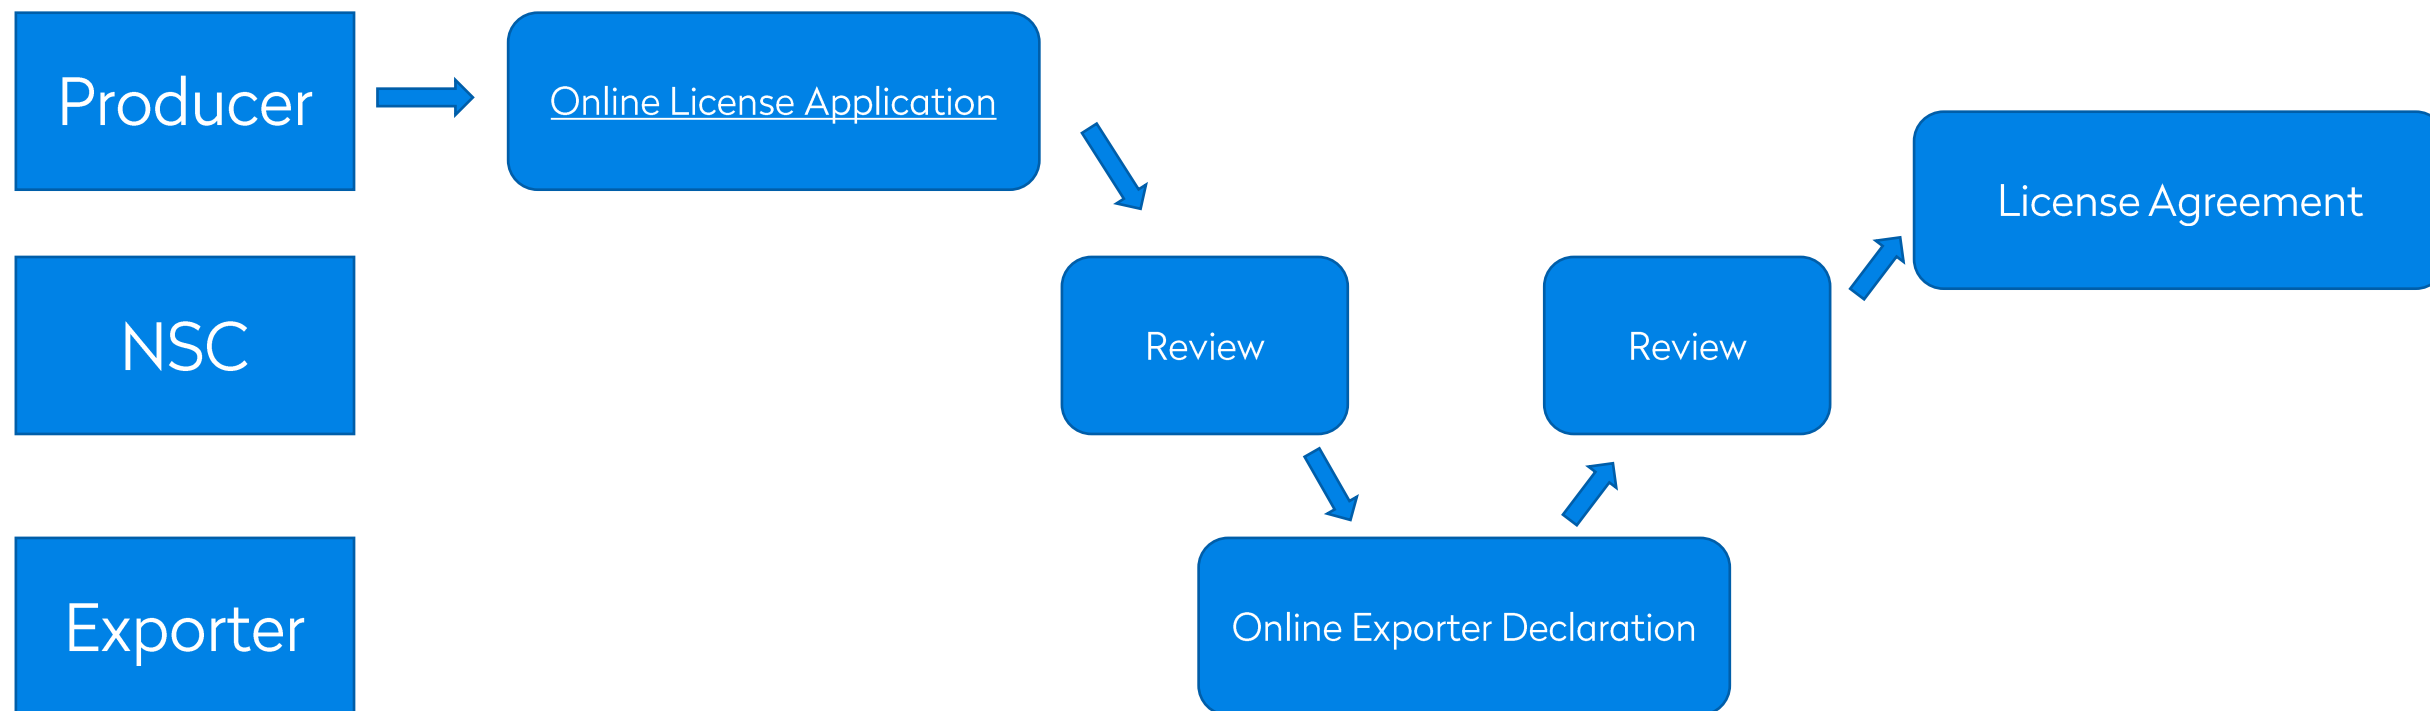 Producer
Online License Application
License Agreement
NSC
Review
Review
Exporter
Online Exporter Declaration